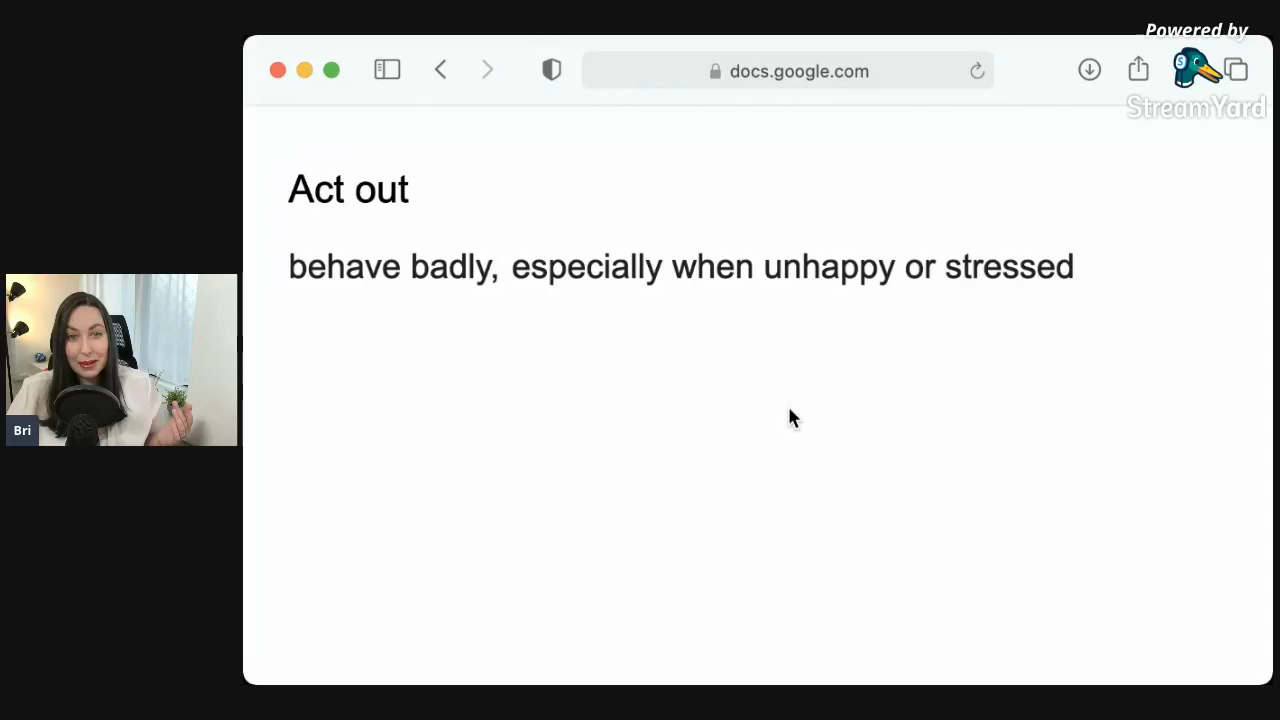 Powered by
docs.google.com
StreamYard
Act out
behave badly, especially when unhappy or stressed
Bri